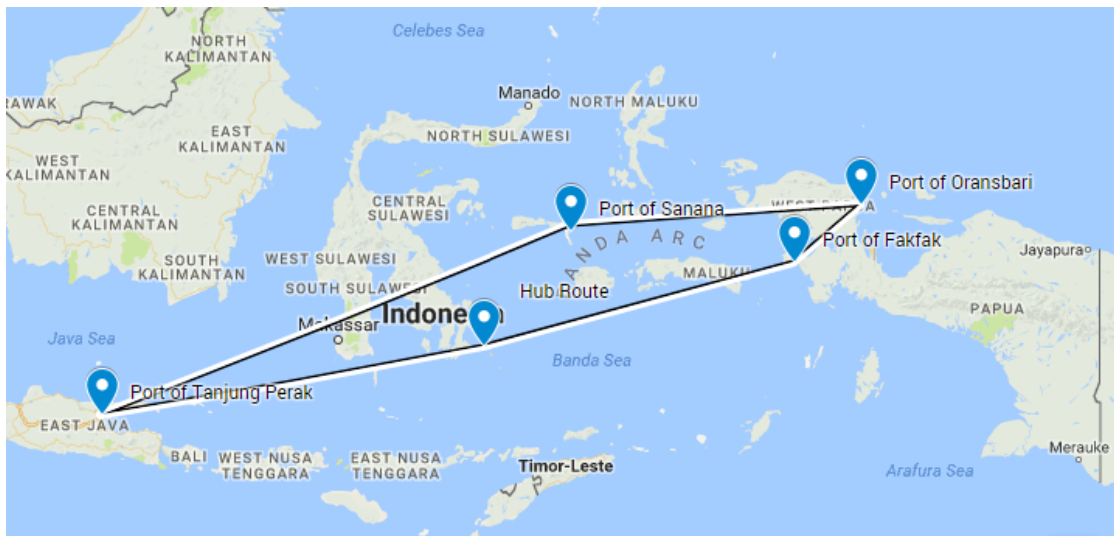 Celebes Sea
NORTH
KALIMANTAN
RAWAK
Manado
NORTH MALUKU
EAST
KALIMANTAN
NORTH SULAWESI
WEST
KALIMANTAN
Port of Oransbari
CENTRAL
SULAWESI
Port of Sanana
CENTRAL
KALIMANTAN
Port of Fakfak
BANDA ARC
Jayapura
SOUTH
KALIMANTAN
WEST SULAWESI
MALUKU
SOUTH SULAWESI
Hub Route
Indonesia
PAPUA
Makassar
Java Sea
Banda Sea
Port of Tanjung Perak
EAST JAVA
BALI
WEST NUSA
TENGGARA
EAST NUSA
TENGGARA
Timor-Leste
Arafura Sea
Merauke